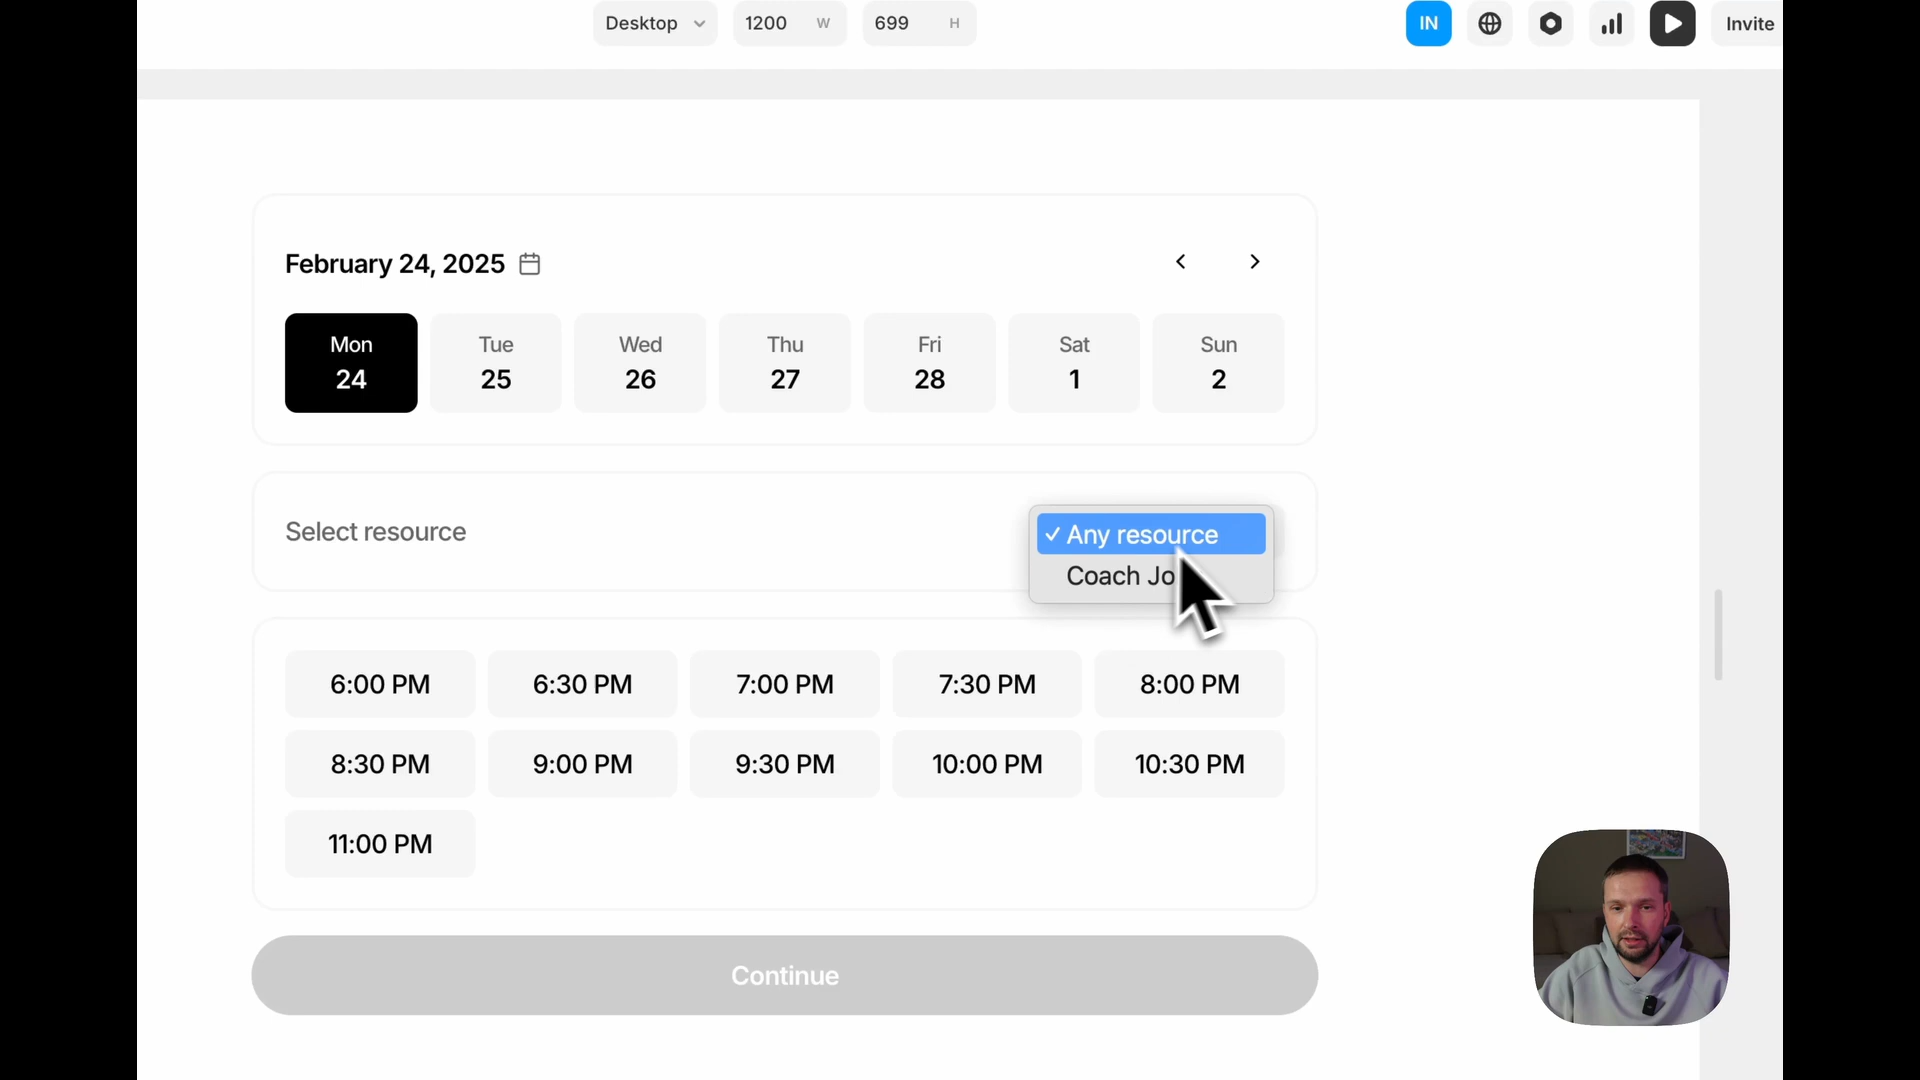 Desktop 1200 W 699 H IN Invite
February 24, 2025
Mon Tue Wed Thu Fri Sat Sun
24 25 26 27 28 1 2
Select resource
✓ Any resource
Coach
6:00 PM 6:30 PM 7:00 PM 7:30 PM 8:00 PM
8:30 PM 9:00 PM 9:30 PM 10:00 PM 10:30 PM
11:00 PM
Continue